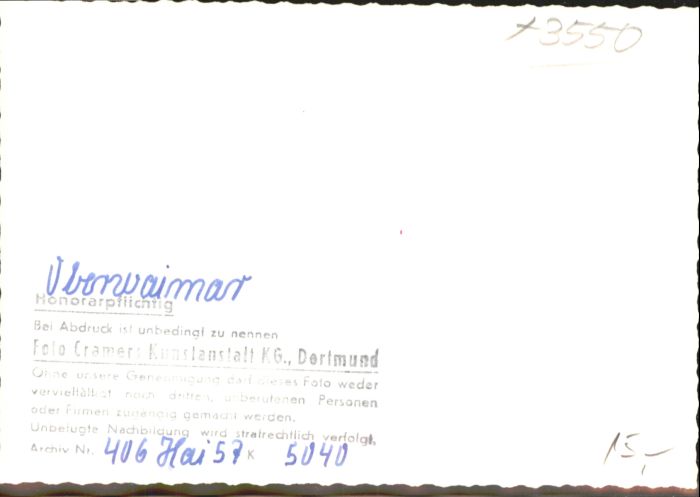 +3550
Oberwaimar
Honorarpflichtig
Bei Abdruck ist unbedingt zu nennen
Foto Cramers Kunstanstalt KG., Dortmund
Ohne unsere Genehmigung darf dieses Foto weder
vervielfältigt noch dritten, unberufenen Personen
oder Firmen zugängig gemacht werden.
Unbefugte Nachbildung wird strafrechtlich verfolgt.
Archiv Nr. 406 Hai 57 K 5040
15,-